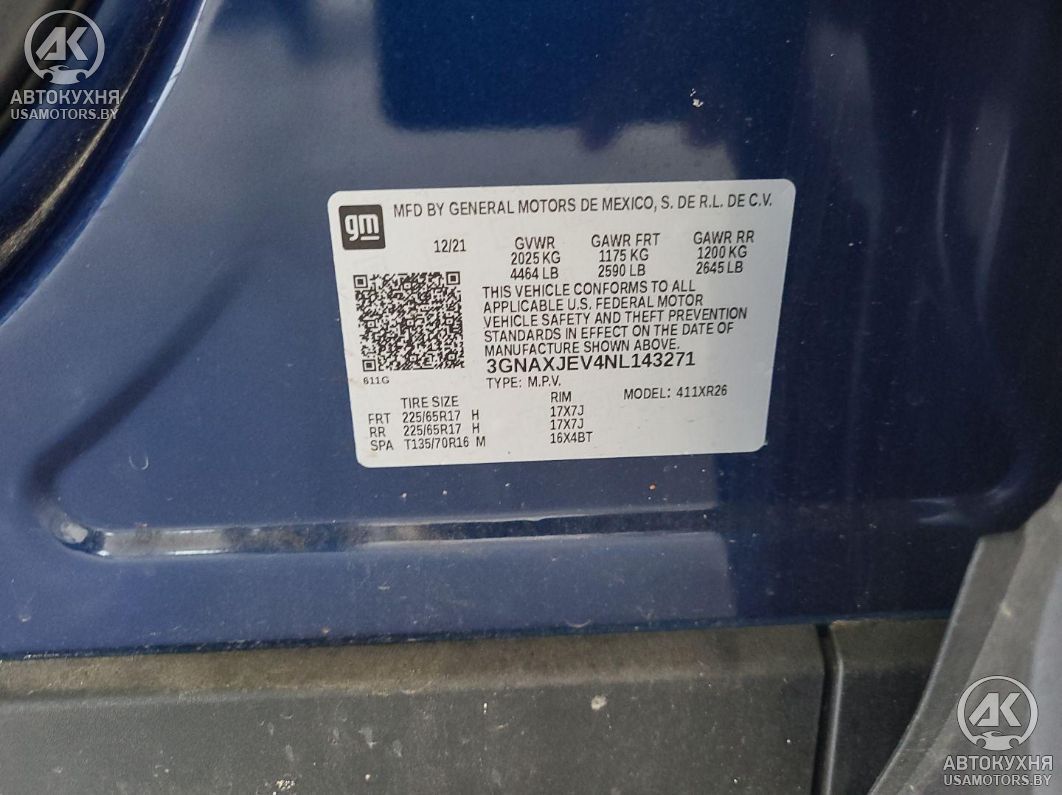 AK
АВТОКУХНЯ
USAMOTORS.BY
gm
MFD BY GENERAL MOTORS DE MEXICO, S. DE R.L. DE C.V.
12/21 GVWR GAWR FRT GAWR RR
2025 KG 1175 KG 1200 KG
4464 LB 2590 LB 2645 LB
THIS VEHICLE CONFORMS TO ALL
APPLICABLE U.S. FEDERAL MOTOR
VEHICLE SAFETY AND THEFT PREVENTION
STANDARDS IN EFFECT ON THE DATE OF
MANUFACTURE SHOWN ABOVE.
3GNAXJEV4NL143271
811G
TYPE: M.P.V. MODEL: 411XR26
TIRE SIZE RIM
FRT 225/65R17 H 17X7J
RR 225/65R17 H 17X7J
SPA T135/70R16 M 16X4BT
AK
АВТОКУХНЯ
USAMOTORS.BY